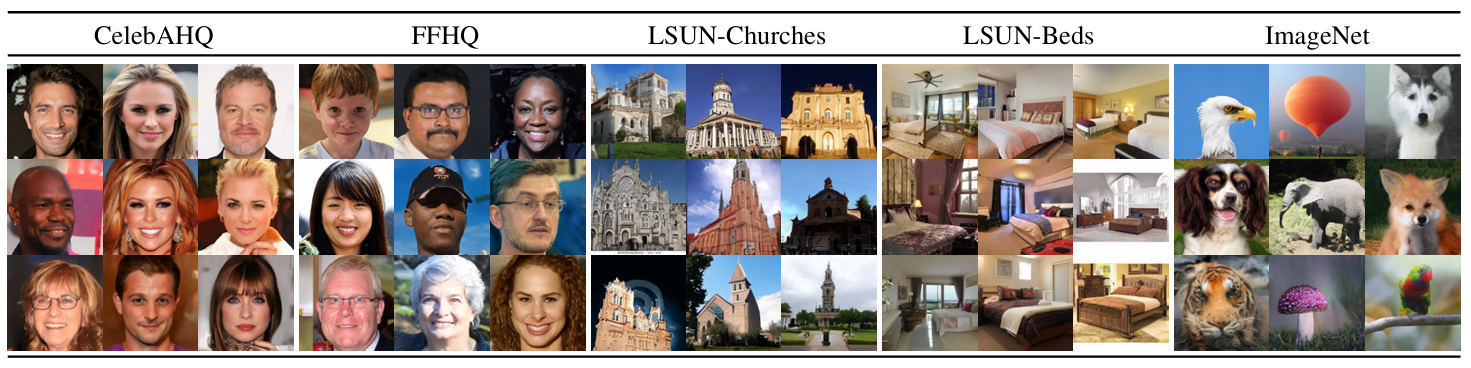 CelebAHQ FFHQ LSUN-Churches LSUN-Beds ImageNet